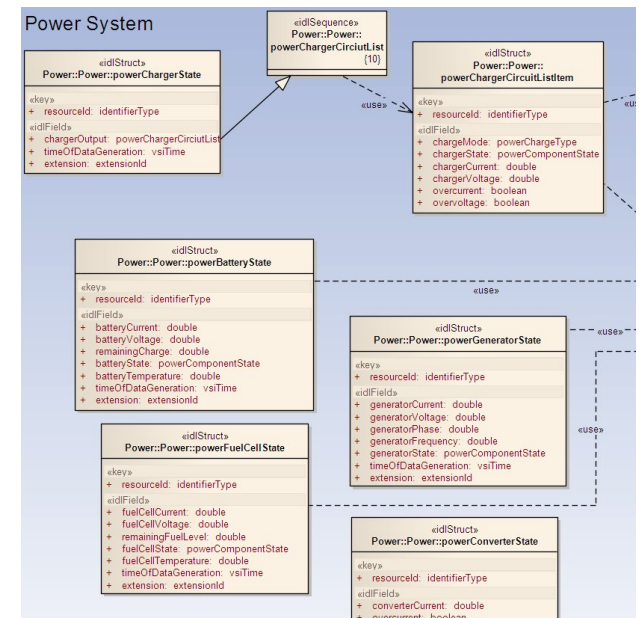 Power System
«idlSequence»
Power::Power::
powerChargerCirciutList
{10}
«idlStruct»
Power::Power::powerChargerState
«key»
+ resourceId: identifierType
«idlField»
+ chargerOutput: powerChargerCirciutList
+ timeOfDataGeneration: vsiTime
+ extension: extensionId
«use»
«idlStruct»
Power::Power::
powerChargerCircuitListItem
«key»
+ resourceId: identifierType
«idlField»
+ chargeMode: powerChargeType
+ chargerState: powerComponentState
+ chargerCurrent: double
+ chargerVoltage: double
+ overcurrent: boolean
+ overvoltage: boolean
«us
«idlStruct»
Power::Power::powerBatteryState
«key»
+ resourceId: identifierType
«idlField»
+ batteryCurrent: double
+ batteryVoltage: double
+ remainingCharge: double
+ batteryState: powerComponentState
+ batteryTemperature: double
+ timeOfDataGeneration: vsiTime
+ extension: extensionId
«use»
«idlStruct»
Power::Power::powerGeneratorState
«key»
+ resourceId: identifierType
«idlField»
+ generatorCurrent: double
+ generatorVoltage: double
+ generatorPhase: double
+ generatorFrequency: double
+ generatorState: powerComponentState
+ timeOfDataGeneration: vsiTime
+ extension: extensionId
«use»
«use»
«idlStruct»
Power::Power::powerFuelCellState
«key»
+ resourceId: identifierType
«idlField»
+ fuelCellCurrent: double
+ fuelCellVoltage: double
+ remainingFuelLevel: double
+ fuelCellState: powerComponentState
+ fuelCellTemperature: double
+ timeOfDataGeneration: vsiTime
+ extension: extensionId
«idlStruct»
Power::Power::powerConverterState
«key»
+ resourceId: identifierType
«idlField»
+ converterCurrent: double
+ overcurrent: boolean